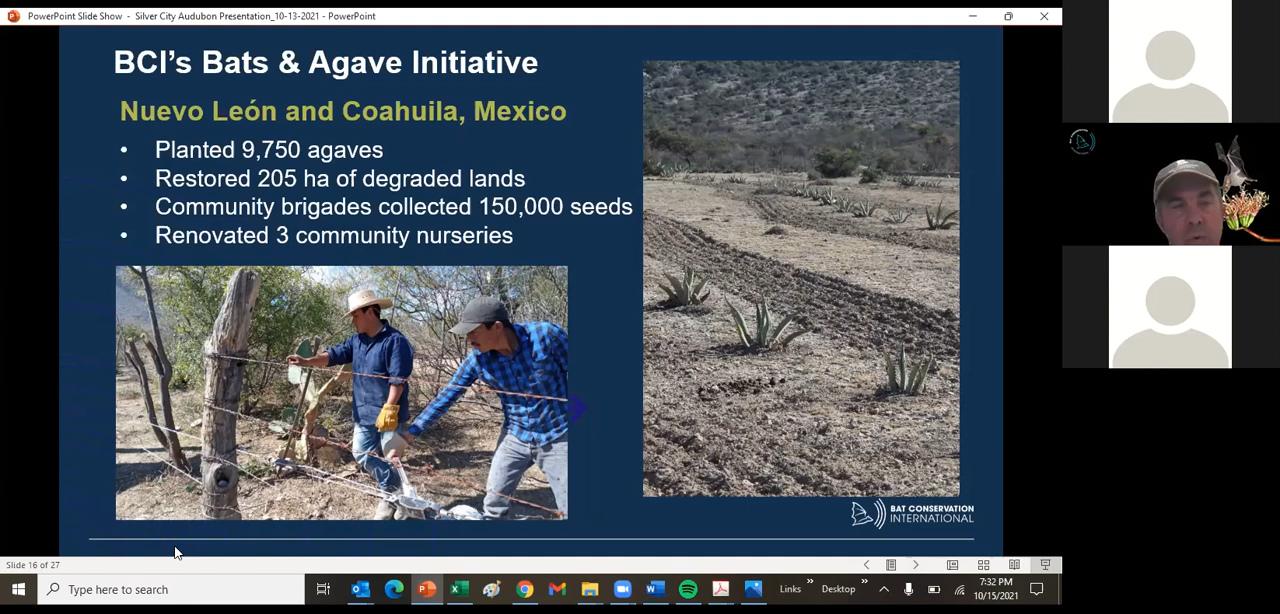 PowerPoint Slide Show - Silver City Audubon Presentation_10-13-2021 - PowerPoint
BCI's Bats & Agave Initiative
Nuevo León and Coahuila, Mexico
• Planted 9,750 agaves
• Restored 205 ha of degraded lands
• Community brigades collected 150,000 seeds
• Renovated 3 community nurseries
BAT CONSERVATION
INTERNATIONAL
Slide 16 of 27
Type here to search
Links
Desktop
7:32 PM
10/15/2021